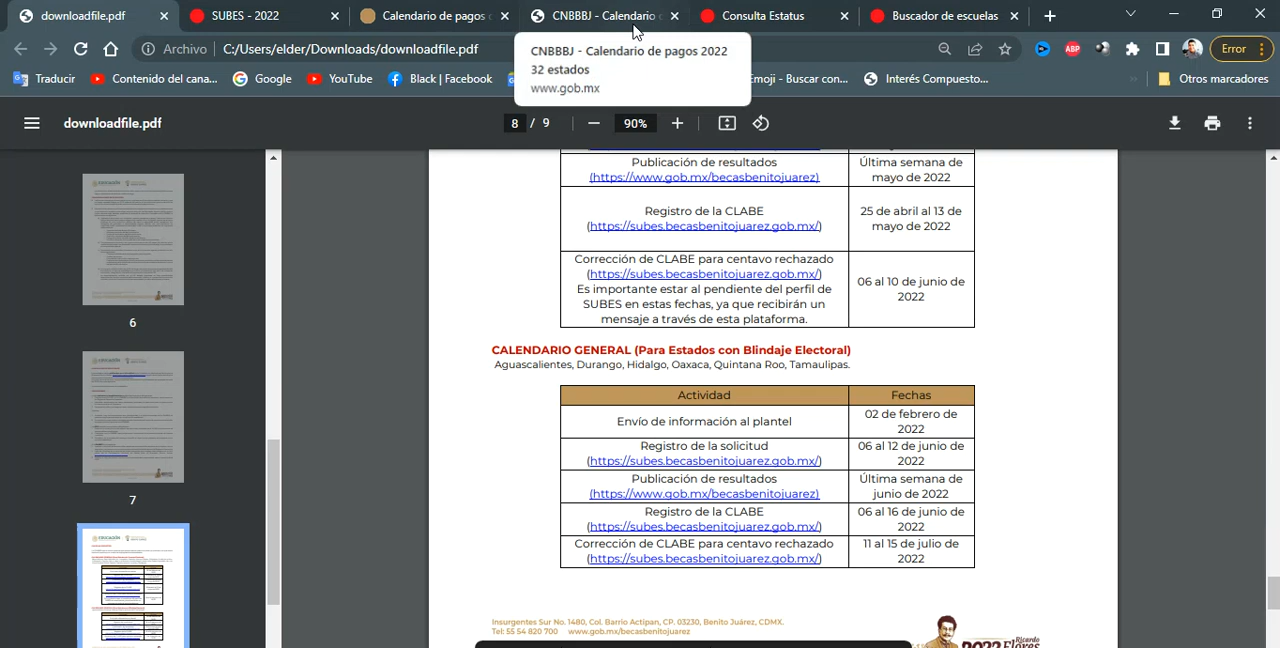 downloadfile.pdf
SUBES - 2022
Calendario de pagos
CNBBBJ - Calendario
Consulta Estatus
Buscador de escuelas
CNBBBJ - Calendario de pagos 2022
32 estados
www.gob.mx
Archivo
C:/Users/elder/Downloads/downloadfile.pdf
ABP
Error
Traducir
Contenido del cana...
Google
YouTube
Black | Facebook
Emoji - Buscar con...
Interés Compuesto...
Otros marcadores
downloadfile.pdf
8 / 9
90%
6
7
Publicación de resultados
(https://www.gob.mx/becasbenitojuarez)
Última semana de
mayo de 2022
Registro de la CLABE
(https://subes.becasbenitojuarez.gob.mx/)
25 de abril al 13 de
mayo de 2022
Corrección de CLABE para centavo rechazado
(https://subes.becasbenitojuarez.gob.mx/)
Es importante estar al pendiente del perfil de
SUBES en estas fechas, ya que recibirán un
mensaje a través de esta plataforma.
06 al 10 de junio de
2022
CALENDARIO GENERAL (Para Estados con Blindaje Electoral)
Aguascalientes, Durango, Hidalgo, Oaxaca, Quintana Roo, Tamaulipas.
Actividad
Fechas
Envío de información al plantel
02 de febrero de
2022
Registro de la solicitud
(https://subes.becasbenitojuarez.gob.mx/)
06 al 12 de junio de
2022
Publicación de resultados
(https://www.gob.mx/becasbenitojuarez)
Última semana de
junio de 2022
Registro de la CLABE
(https://subes.becasbenitojuarez.gob.mx/)
06 al 16 de junio de
2022
Corrección de CLABE para centavo rechazado
(https://subes.becasbenitojuarez.gob.mx/)
11 al 15 de julio de
2022
Insurgentes Sur No. 1480, Col. Barrio Actipan, CP. 03230, Benito Juárez, CDMX.
Tel: 55 54 820 700 www.gob.mx/becasbenitojuarez
2022
Ricardo
Flores